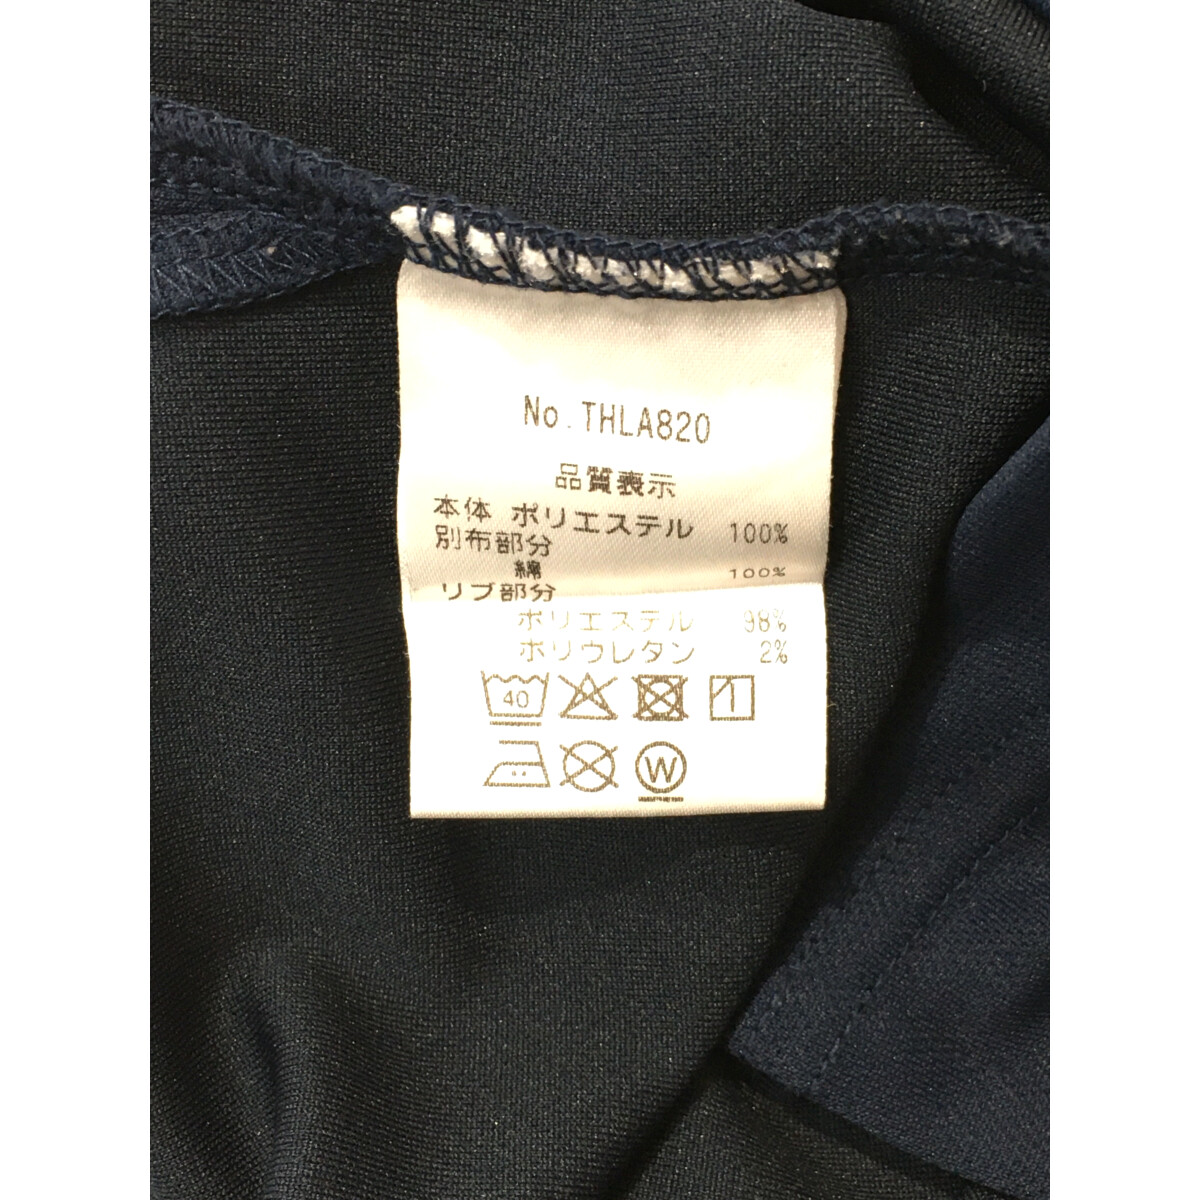 No.THLA820
品質表示
本体 ポリエステル 100%
別布部分
綿 100%
リブ部分
ポリエステル 98%
ポリウレタン 2%
40
W